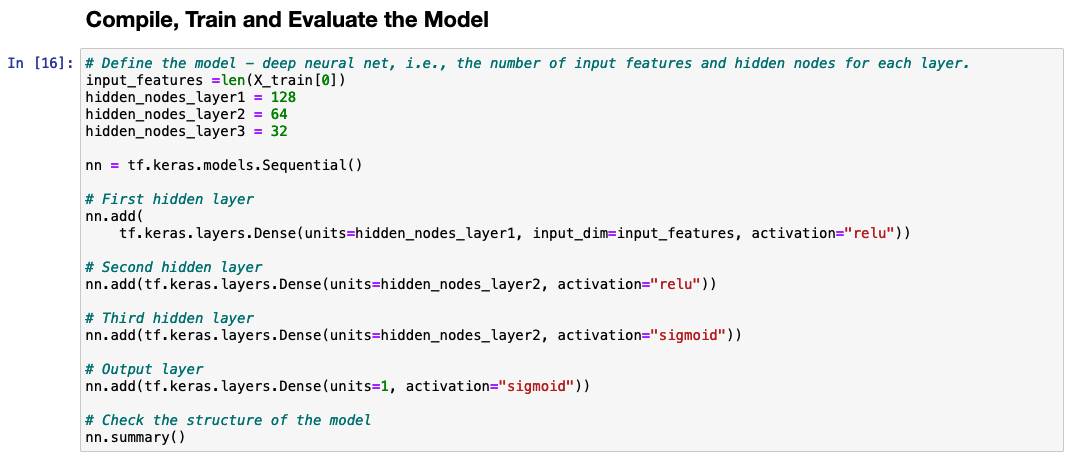 Compile, Train and Evaluate the Model
In [16]: # Define the model – deep neural net, i.e., the number of input features and hidden nodes for each layer.
input_features =len(X_train[0])
hidden_nodes_layer1 = 128
hidden_nodes_layer2 = 64
hidden_nodes_layer3 = 32
nn = tf.keras.models.Sequential()
# First hidden layer
nn.add(
    tf.keras.layers.Dense(units=hidden_nodes_layer1, input_dim=input_features, activation="relu"))
# Second hidden layer
nn.add(tf.keras.layers.Dense(units=hidden_nodes_layer2, activation="relu"))
# Third hidden layer
nn.add(tf.keras.layers.Dense(units=hidden_nodes_layer2, activation="sigmoid"))
# Output layer
nn.add(tf.keras.layers.Dense(units=1, activation="sigmoid"))
# Check the structure of the model
nn.summary()